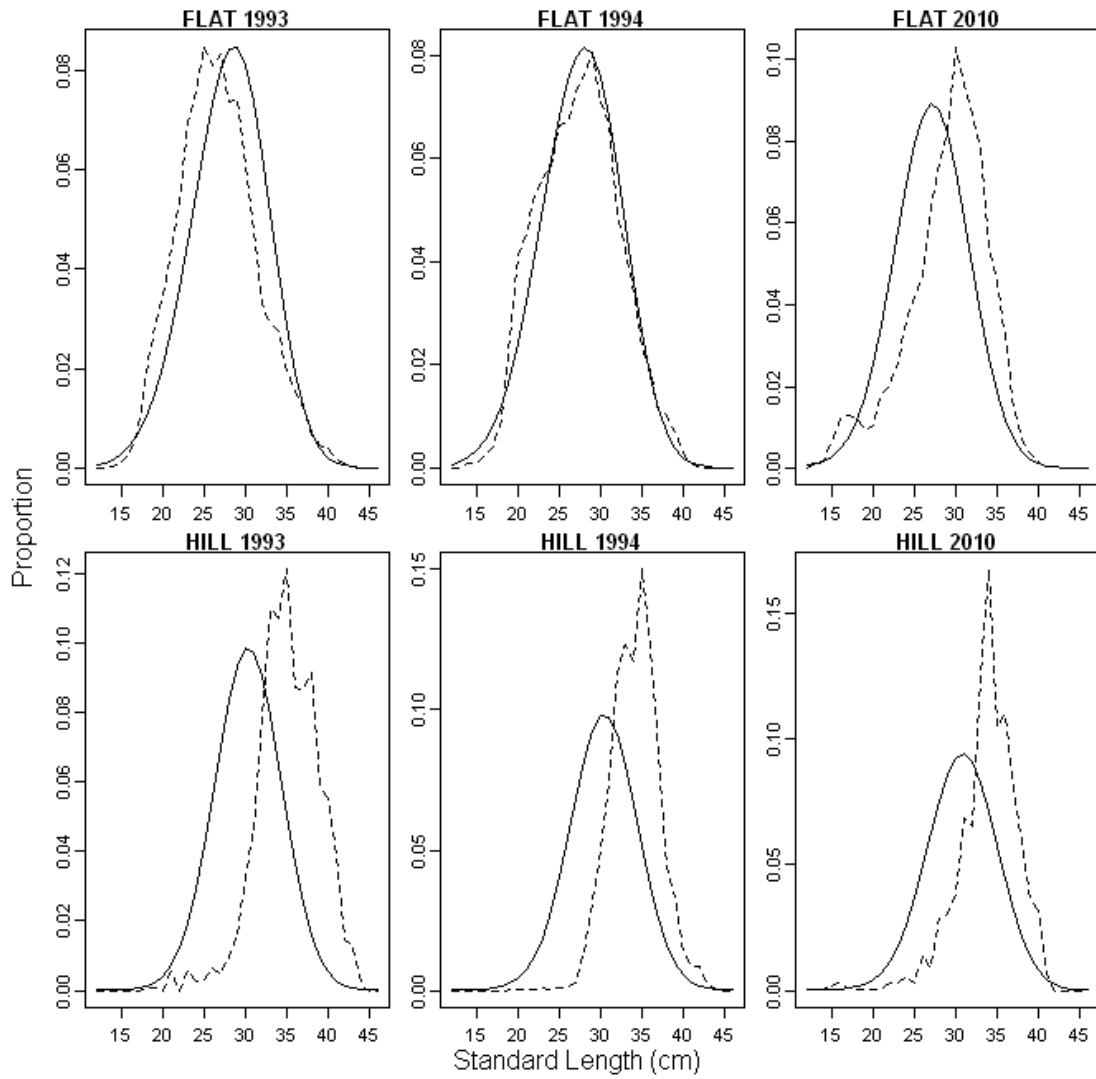 FLAT 1993 FLAT 1994 FLAT 2010
0.08 0.08 0.10
0.06 0.06 0.08
0.04 0.04 0.06
0.02 0.02 0.04
0.00 0.00 0.02
0.00
15 20 25 30 35 40 45 15 20 25 30 35 40 45 15 20 25 30 35 40 45
Proportion
HILL 1993 HILL 1994 HILL 2010
0.12 0.15 0.15
0.10 0.10 0.10
0.08 0.05 0.05
0.06 0.00 0.00
0.04
0.02
0.00
15 20 25 30 35 40 45 15 20 25 30 35 40 45 15 20 25 30 35 40 45
Standard Length (cm)